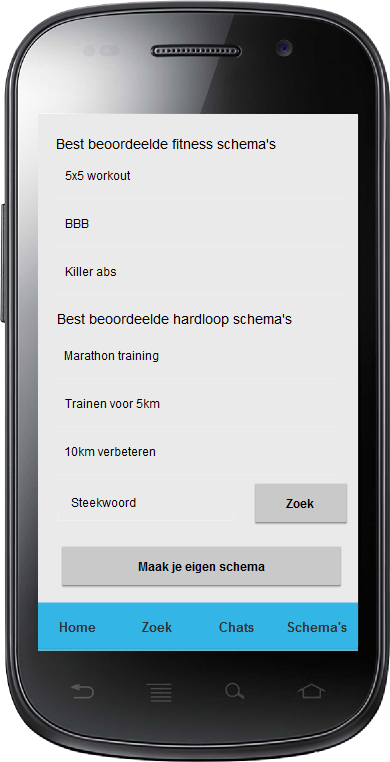 Best beoordeelde fitness schema's
5x5 workout
BBB
Killer abs
Best beoordeelde hardloop schema's
Marathon training
Trainen voor 5km
10km verbeteren
Steekwoord Zoek
Maak je eigen schema
Home Zoek Chats Schema's